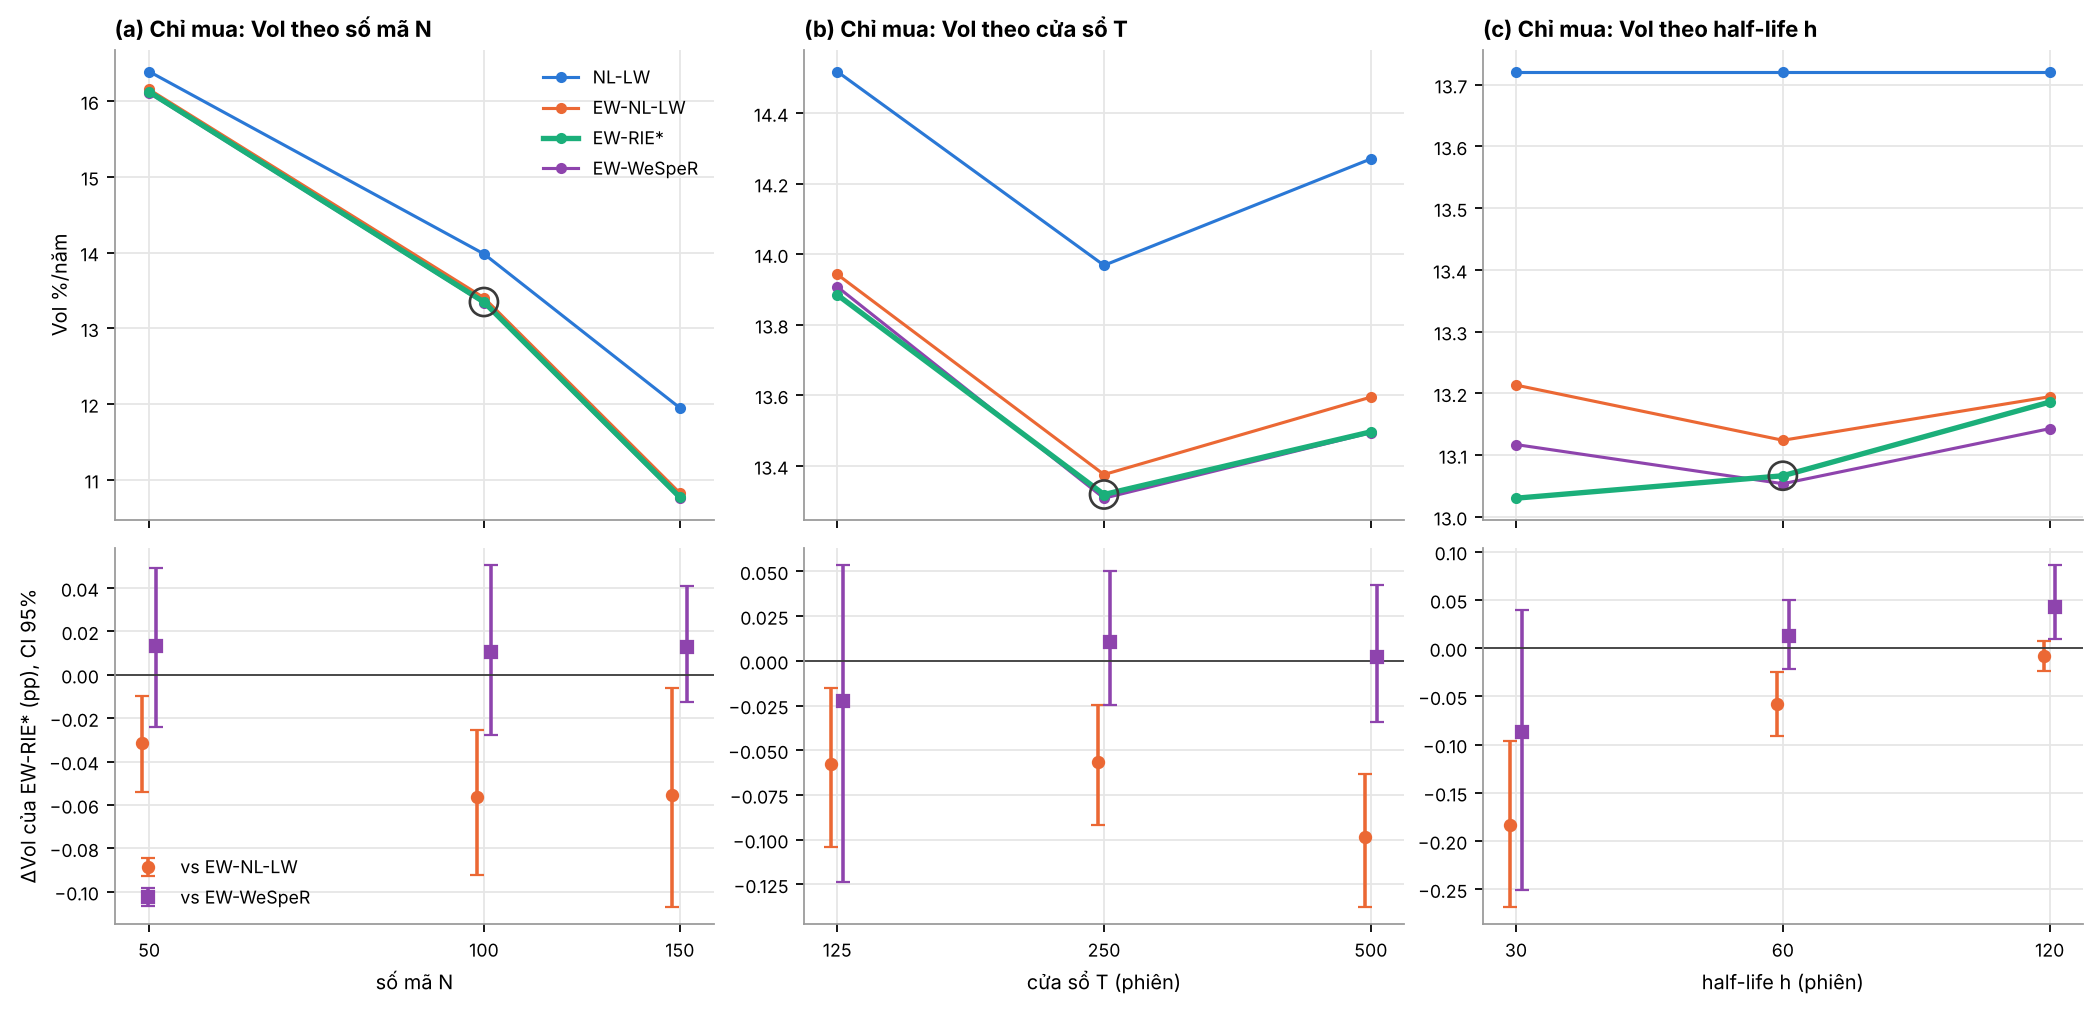 (a) Chỉ mua: Vol theo số mã N
NL-LW
EW-NL-LW
EW-RIE*
EW-WeSpeR
Vol %/năm
16
15
14
13
12
11
(b) Chỉ mua: Vol theo cửa sổ T
14.4
14.2
14.0
13.8
13.6
13.4
(c) Chỉ mua: Vol theo half-life h
13.7
13.6
13.5
13.4
13.3
13.2
13.1
13.0
ΔVol của EW-RIE* (pp), CI 95%
0.04
0.02
0.00
−0.02
−0.04
−0.06
−0.08
−0.10
vs EW-NL-LW
vs EW-WeSpeR
50 100 150
số mã N
0.050
0.025
0.000
−0.025
−0.050
−0.075
−0.100
−0.125
125 250 500
cửa sổ T (phiên)
0.10
0.05
0.00
−0.05
−0.10
−0.15
−0.20
−0.25
30 60 120
half-life h (phiên)